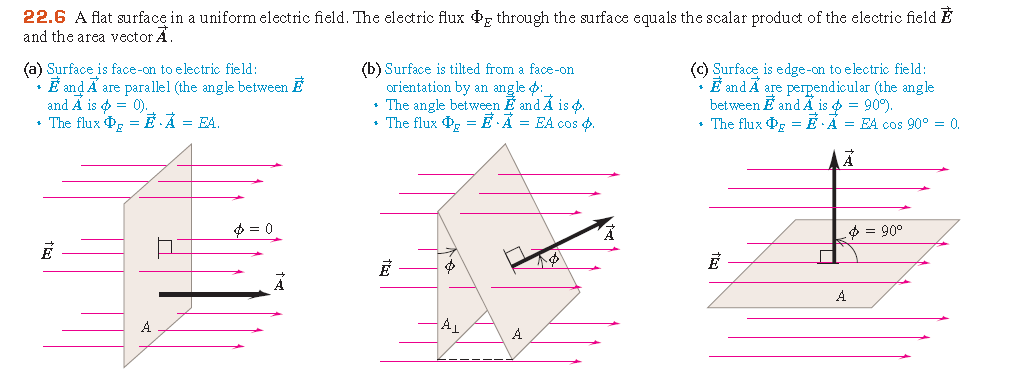 22.6 A flat surface in a uniform electric field. The electric flux Φ_E through the surface equals the scalar product of the electric field E⃗
and the area vector A⃗.
(a) Surface is face-on to electric field:
• E⃗ and A⃗ are parallel (the angle between E⃗
and A⃗ is ϕ = 0).
• The flux Φ_E = E⃗ · A⃗ = EA.
(b) Surface is tilted from a face-on
orientation by an angle ϕ:
• The angle between E⃗ and A⃗ is ϕ.
• The flux Φ_E = E⃗ · A⃗ = EA cos ϕ.
(c) Surface is edge-on to electric field:
• E⃗ and A⃗ are perpendicular (the angle
between E⃗ and A⃗ is ϕ = 90°).
• The flux Φ_E = E⃗ · A⃗ = EA cos 90° = 0.
ϕ = 0
E⃗
A⃗
A
A⃗
E⃗
ϕ
ϕ
A⊥
A
A⃗
ϕ = 90°
E⃗
A